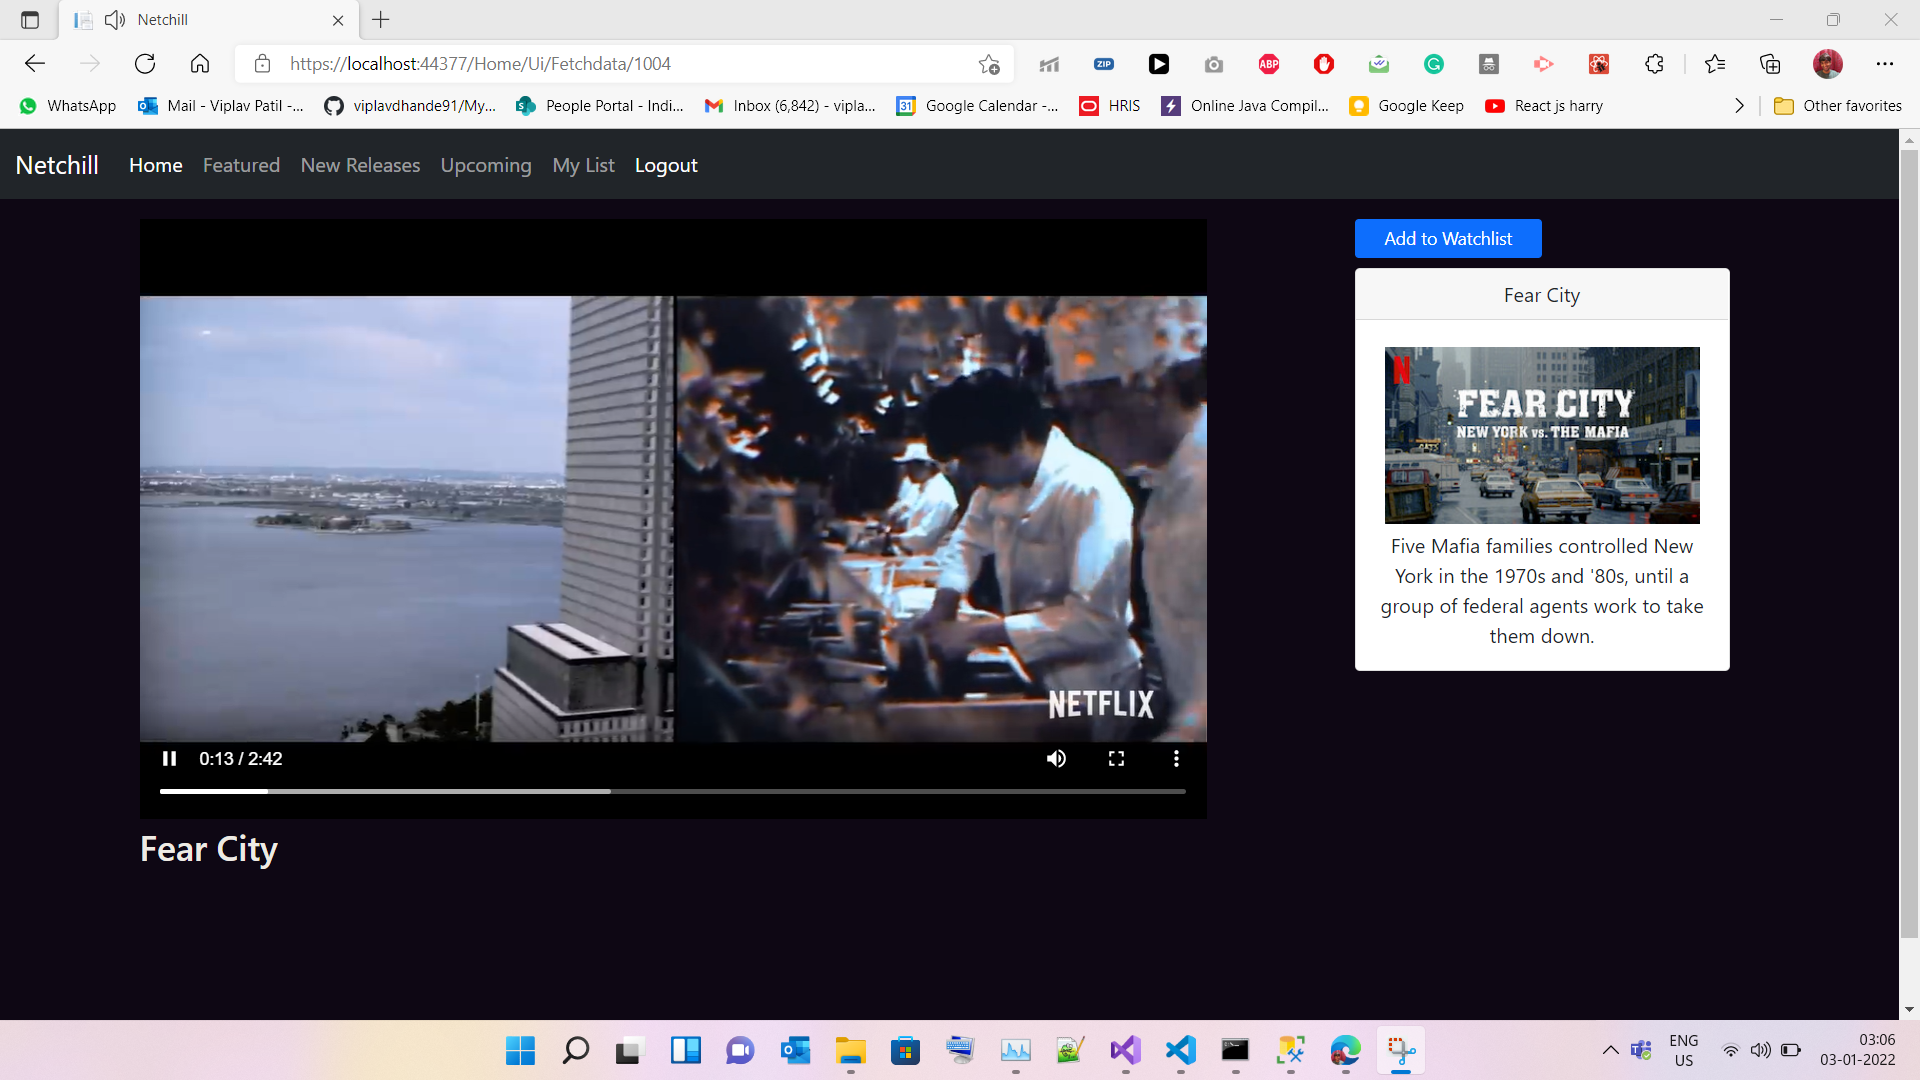 Netchill
https://localhost:44377/Home/Ui/Fetchdata/1004
ZIP
ABP
WhatsApp
Mail - Viplav Patil -...
viplavdhande91/My...
People Portal - Indi...
Inbox (6,842) - vipla...
31
Google Calendar -...
HRIS
Online Java Compil...
Google Keep
React js harry
Other favorites
Netchill Home Featured New Releases Upcoming My List Logout
Add to Watchlist
Fear City
N
FEAR CITY
NEW YORK vs. THE MAFIA
Five Mafia families controlled New
York in the 1970s and '80s, until a
group of federal agents work to take
them down.
NETFLIX
0:13 / 2:42
Fear City
ENG
US
03:06
03-01-2022